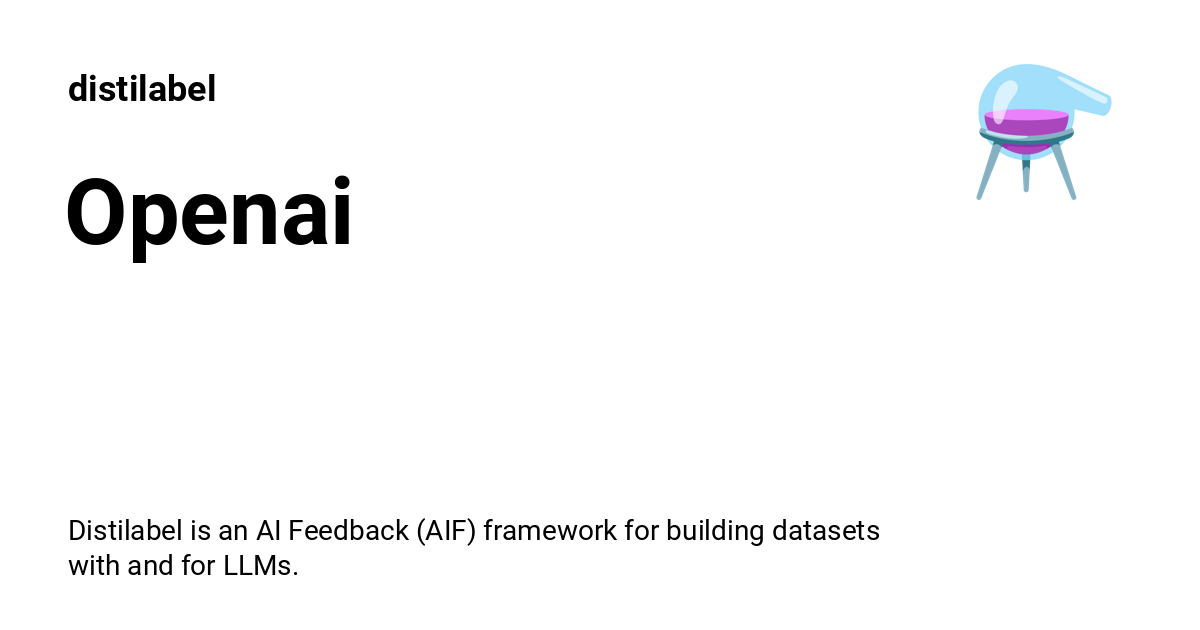 distilabel
Openai
Distilabel is an AI Feedback (AIF) framework for building datasets
with and for LLMs.